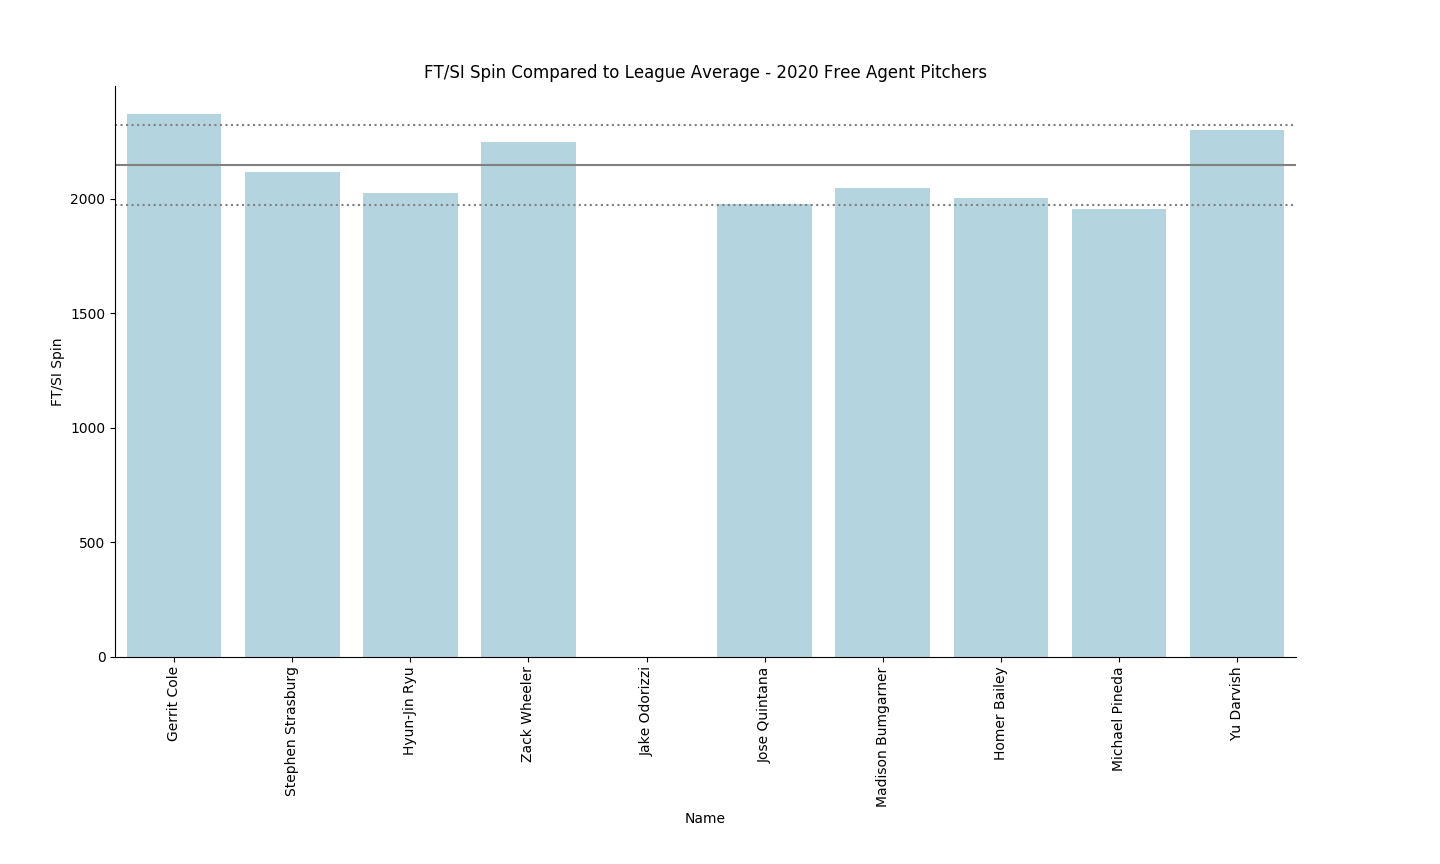 FT/SI Spin Compared to League Average - 2020 Free Agent Pitchers
2000
1500
1000
500
0
FT/SI Spin
Gerrit Cole
Stephen Strasburg
Hyun-Jin Ryu
Zack Wheeler
Jake Odorizzi
Jose Quintana
Madison Bumgarner
Homer Bailey
Michael Pineda
Yu Darvish
Name